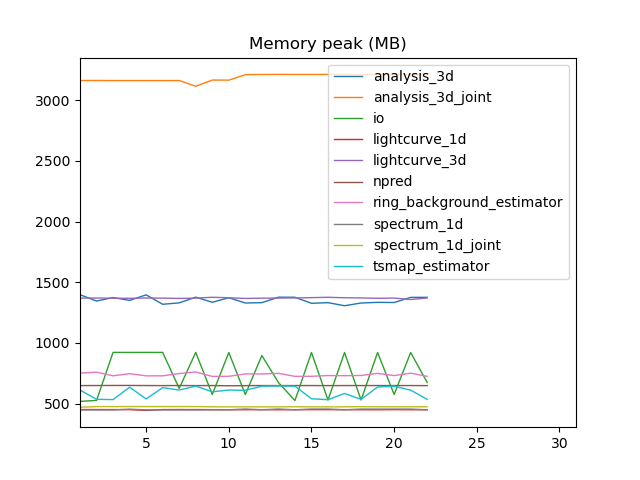 Memory peak (MB)
3000
2500
2000
1500
1000
500
analysis_3d
analysis_3d_joint
io
lightcurve_1d
lightcurve_3d
npred
ring_background_estimator
spectrum_1d
spectrum_1d_joint
tsmap_estimator
5 10 15 20 25 30